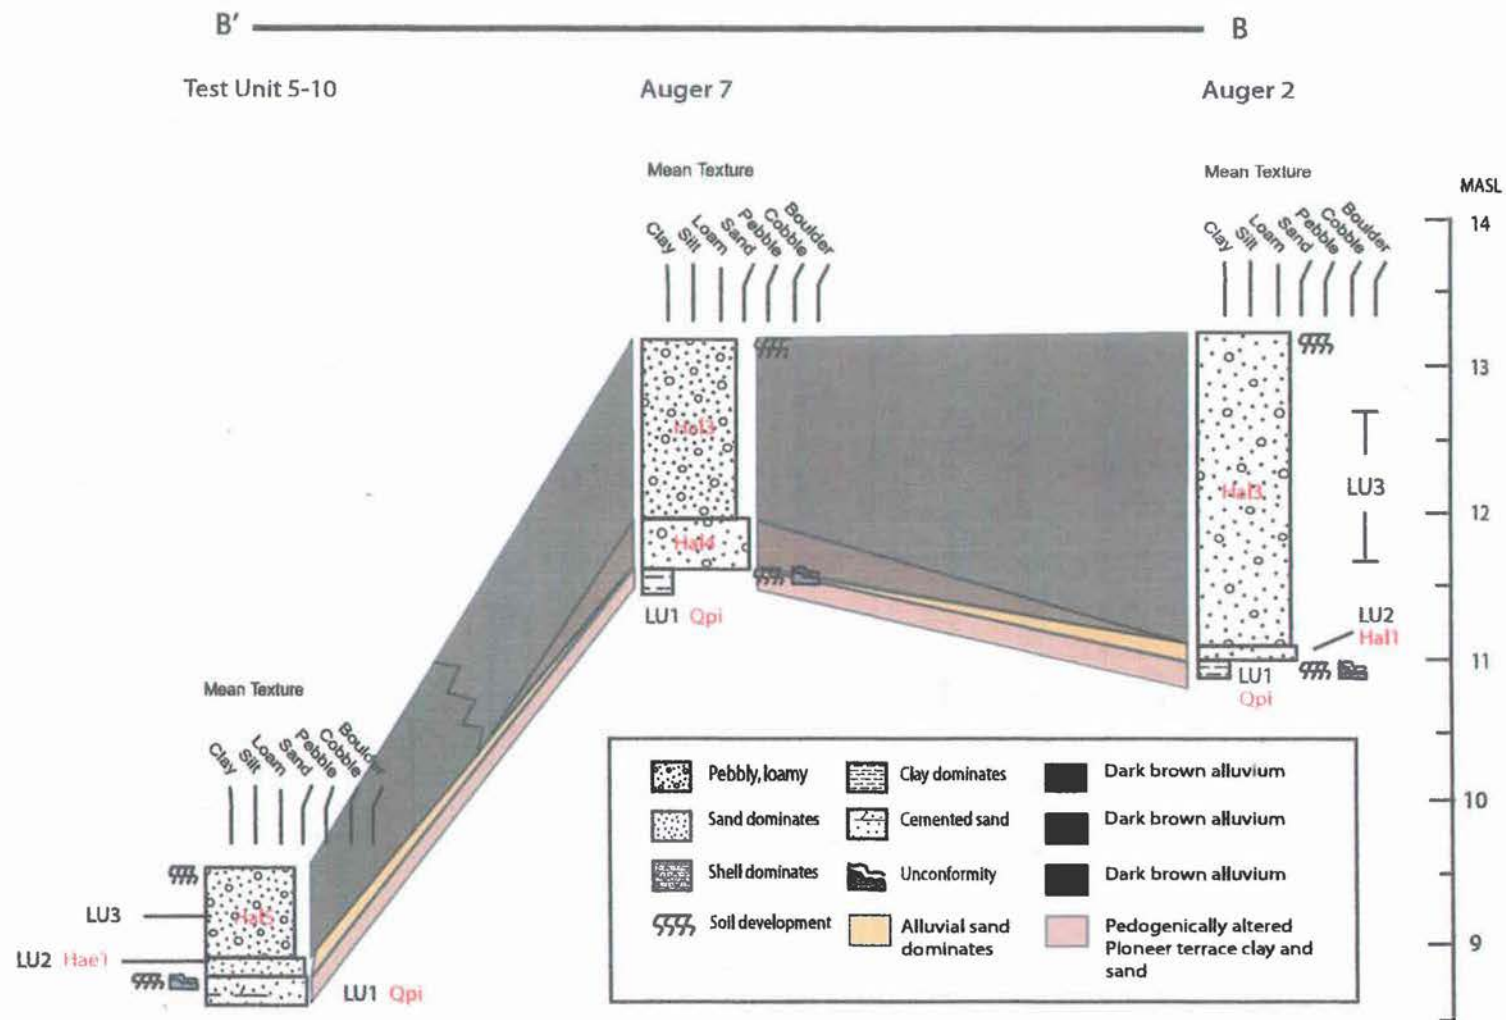 B'
B
Test Unit 5-10
Auger 7
Auger 2
Mean Texture
Clay
Silt
Loam
Sand
Pebble
Cobble
Boulder
Hal3
Hal4
LU1 Qpi
Mean Texture
Clay
Silt
Loam
Sand
Pebble
Cobble
Boulder
Hal3
LU3
LU2
Hal1
LU1
Qpi
MASL
14
13
12
11
10
9
Mean Texture
Clay
Silt
Loam
Sand
Pebble
Cobble
Boulder
LU3
Hal5
LU2 Hae1
LU1 Qpi
Pebbly, loamy
Sand dominates
Shell dominates
Soil development
Clay dominates
Cemented sand
Unconformity
Alluvial sand
dominates
Dark brown alluvium
Dark brown alluvium
Dark brown alluvium
Pedogenically altered
Pioneer terrace clay and
sand